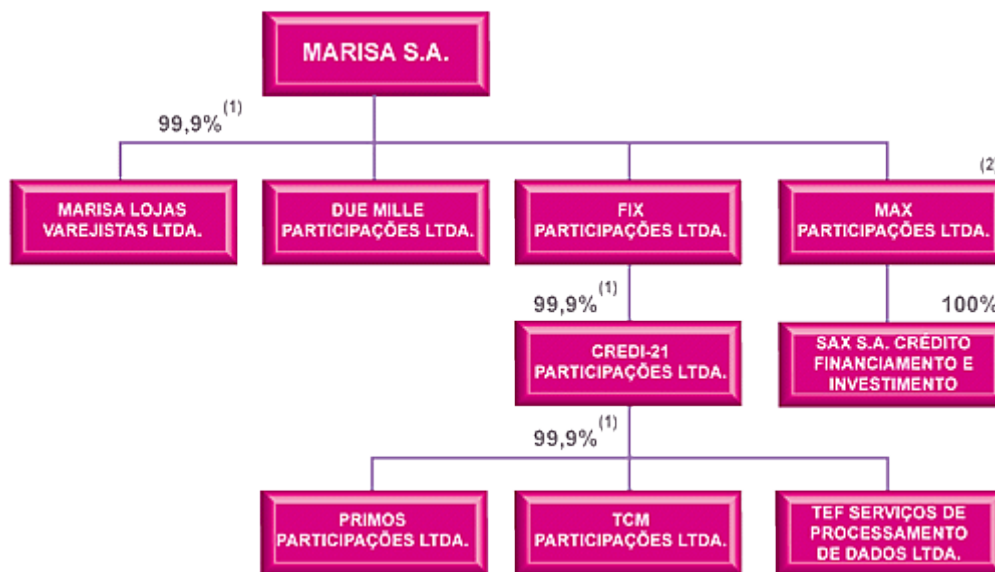 MARISA S.A.
99,9% (1)
(2)
MARISA LOJAS
VAREJISTAS LTDA.
DUE MILLE
PARTICIPAÇÕES LTDA.
FIX
PARTICIPAÇÕES LTDA.
MAX
PARTICIPAÇÕES LTDA.
99,9% (1)
100%
CREDI-21
PARTICIPAÇÕES LTDA.
SAX S.A. CRÉDITO
FINANCIAMENTO E
INVESTIMENTO
99,9% (1)
PRIMOS
PARTICIPAÇÕES LTDA.
TCM
PARTICIPAÇÕES LTDA.
TEF SERVIÇOS DE
PROCESSAMENTO
DE DADOS LTDA.